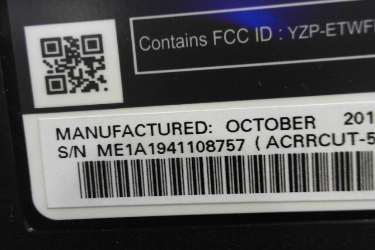 Contains FCC ID : YZP-ETWF
MANUFACTURED: OCTOBER 201
S/N ME1A1941108757 ( ACRRCUT-5